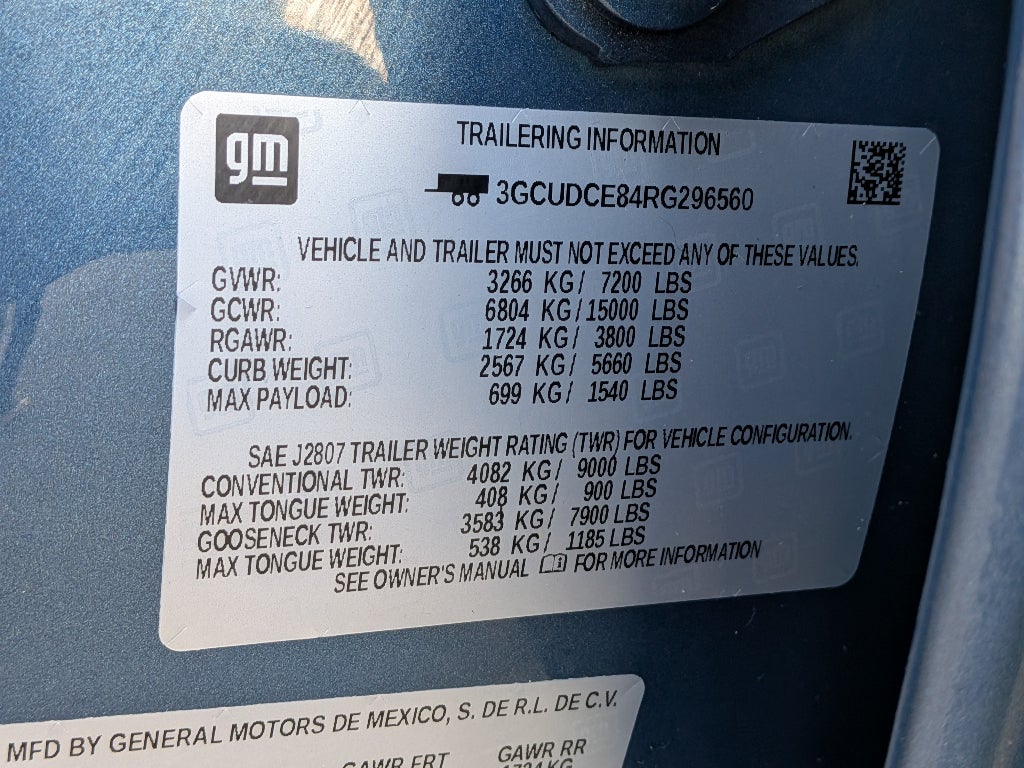 gm
TRAILERING INFORMATION
3GCUDCE84RG296560
VEHICLE AND TRAILER MUST NOT EXCEED ANY OF THESE VALUES.
GVWR: 3266 KG / 7200 LBS
GCWR: 6804 KG / 15000 LBS
RGAWR: 1724 KG / 3800 LBS
CURB WEIGHT: 2567 KG / 5660 LBS
MAX PAYLOAD: 699 KG / 1540 LBS
SAE J2807 TRAILER WEIGHT RATING (TWR) FOR VEHICLE CONFIGURATION.
CONVENTIONAL TWR: 4082 KG / 9000 LBS
MAX TONGUE WEIGHT: 408 KG / 900 LBS
GOOSENECK TWR: 3583 KG / 7900 LBS
MAX TONGUE WEIGHT: 538 KG / 1185 LBS
SEE OWNER'S MANUAL FOR MORE INFORMATION
MFD BY GENERAL MOTORS DE MEXICO, S. DE R.L. DE C.V.
GAWR FRT GAWR RR
1724 KG